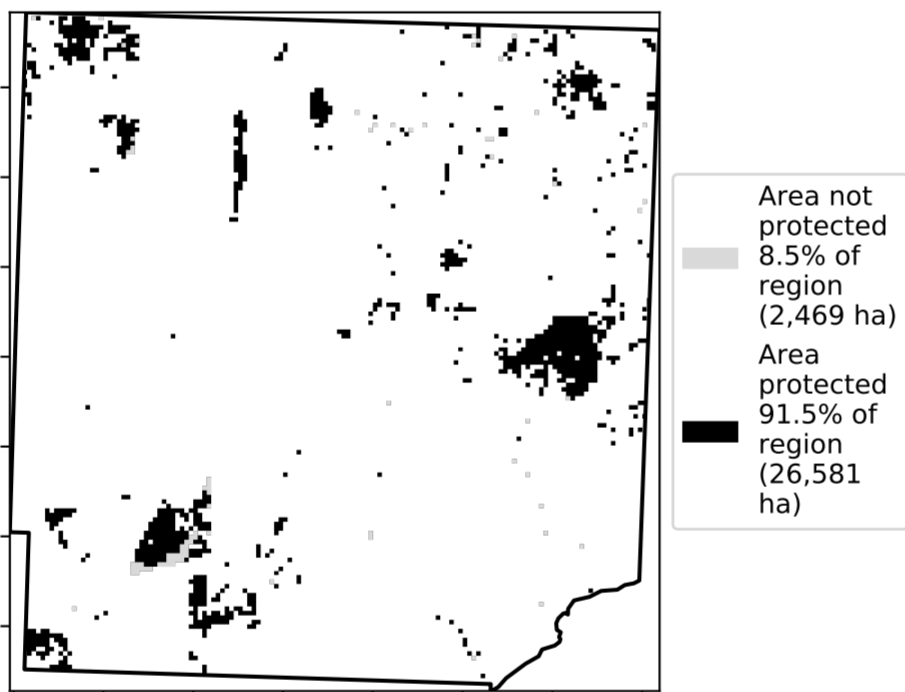 Area not
protected
8.5% of
region
(2,469 ha)
Area
protected
91.5% of
region
(26,581
ha)